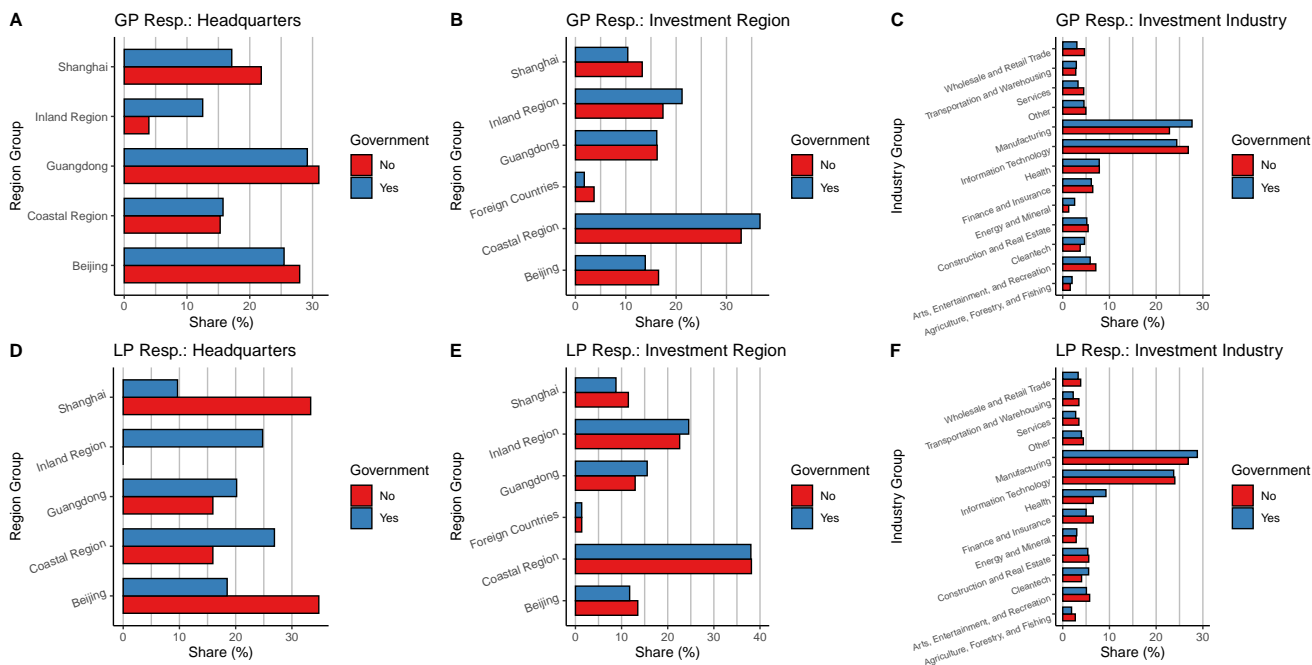 A
GP Resp.: Headquarters
Region Group
Shanghai
Inland Region
Guangdong
Coastal Region
Beijing
0 10 20 30
Share (%)
Government
No
Yes
B
GP Resp.: Investment Region
Region Group
Shanghai
Inland Region
Guangdong
Foreign Countries
Coastal Region
Beijing
0 10 20 30
Share (%)
Government
No
Yes
C
GP Resp.: Investment Industry
Industry Group
Wholesale and Retail Trade
Transportation and Warehousing
Services
Other
Manufacturing
Information Technology
Health
Finance and Insurance
Energy and Mineral
Construction and Real Estate
Cleantech
Arts, Entertainment, and Recreation
Agriculture, Forestry, and Fishing
0 10 20 30
Share (%)
Government
No
Yes
D
LP Resp.: Headquarters
Region Group
Shanghai
Inland Region
Guangdong
Coastal Region
Beijing
0 10 20 30
Share (%)
Government
No
Yes
E
LP Resp.: Investment Region
Region Group
Shanghai
Inland Region
Guangdong
Foreign Countries
Coastal Region
Beijing
0 10 20 30 40
Share (%)
Government
No
Yes
F
LP Resp.: Investment Industry
Industry Group
Wholesale and Retail Trade
Transportation and Warehousing
Services
Other
Manufacturing
Information Technology
Health
Finance and Insurance
Energy and Mineral
Construction and Real Estate
Cleantech
Arts, Entertainment, and Recreation
Agriculture, Forestry, and Fishing
0 10 20 30
Share (%)
Government
No
Yes